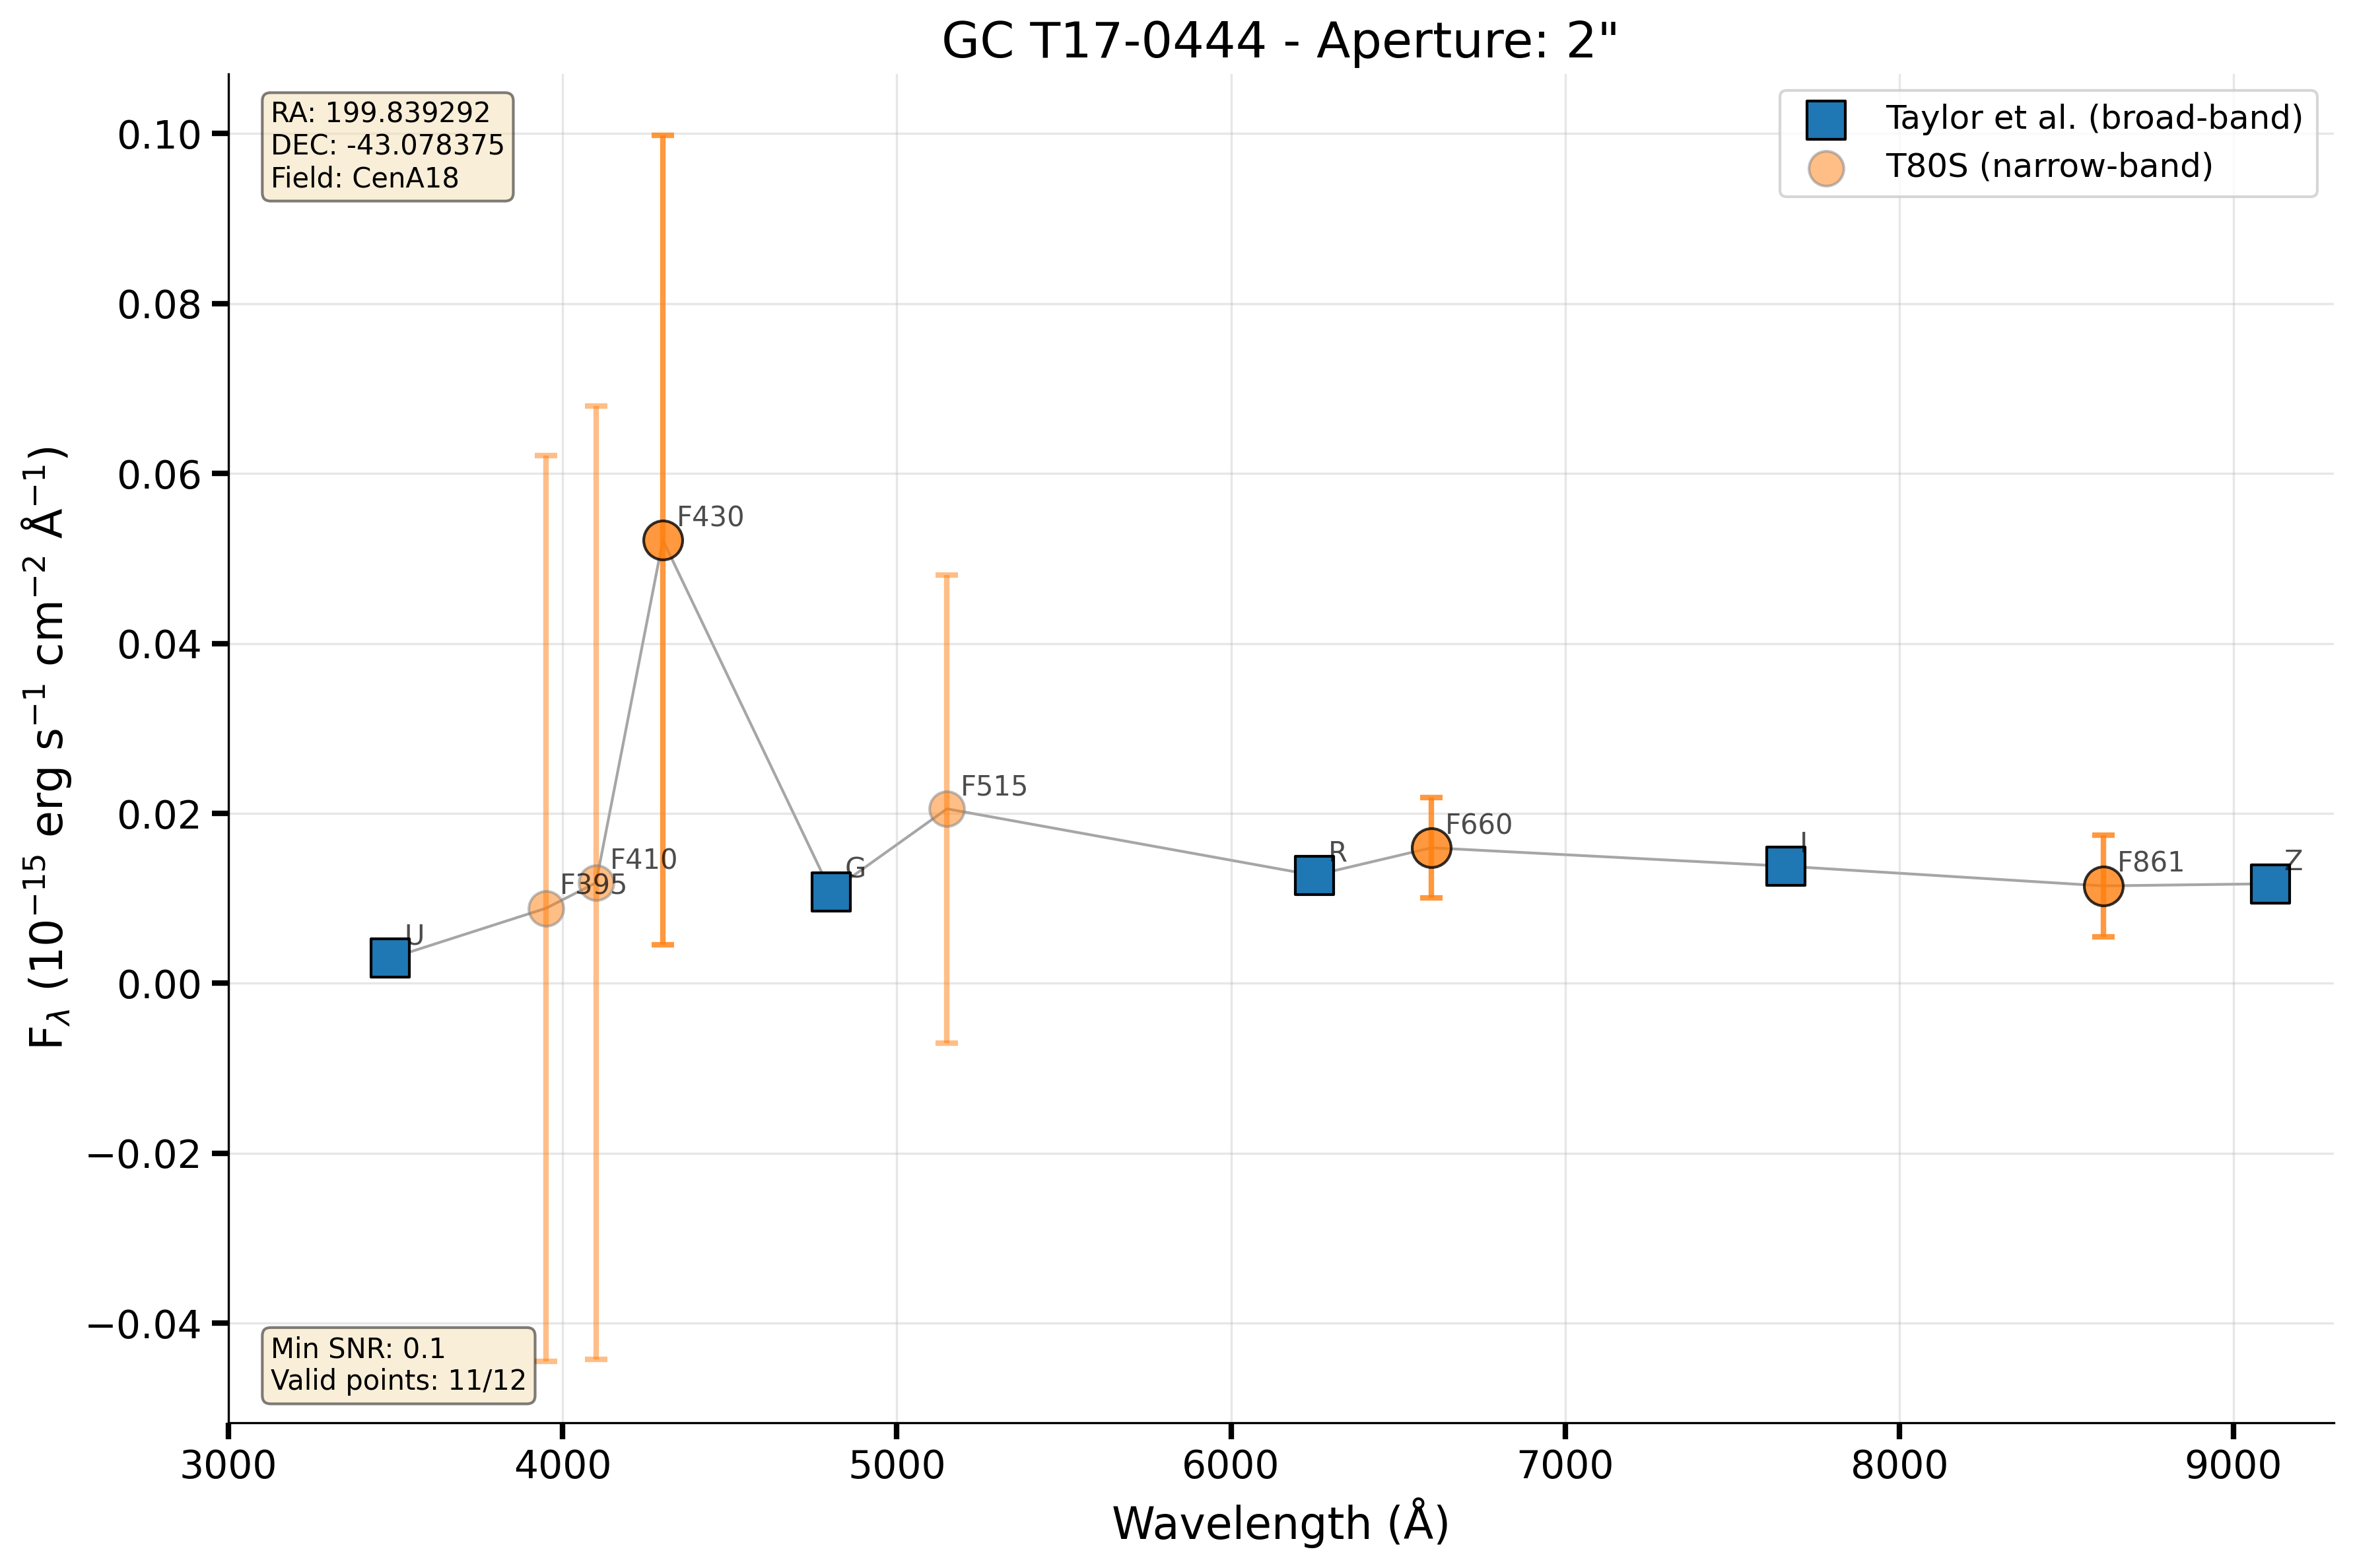 GC T17-0444 - Aperture: 2"
RA: 199.839292
DEC: -43.078375
Field: CenA18
Taylor et al. (broad-band)
T80S (narrow-band)
F_λ (10⁻¹⁵ erg s⁻¹ cm⁻² Å⁻¹)
0.10
0.08
0.06
0.04
0.02
0.00
−0.02
−0.04
U
F395
F410
F430
G
F515
R
F660
I
F861
Z
Min SNR: 0.1
Valid points: 11/12
3000
4000
5000
6000
7000
8000
9000
Wavelength (Å)